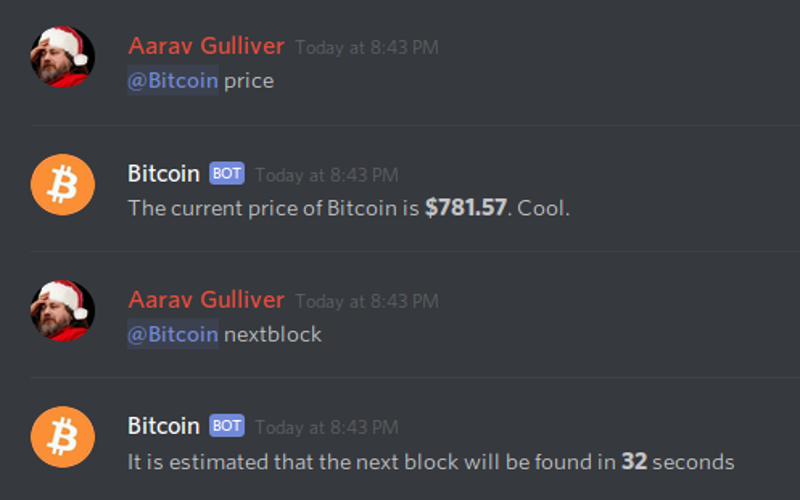 Aarav Gulliver Today at 8:43 PM
@Bitcoin price
Bitcoin BOT Today at 8:43 PM
The current price of Bitcoin is $781.57. Cool.
Aarav Gulliver Today at 8:43 PM
@Bitcoin nextblock
Bitcoin BOT Today at 8:43 PM
It is estimated that the next block will be found in 32 seconds